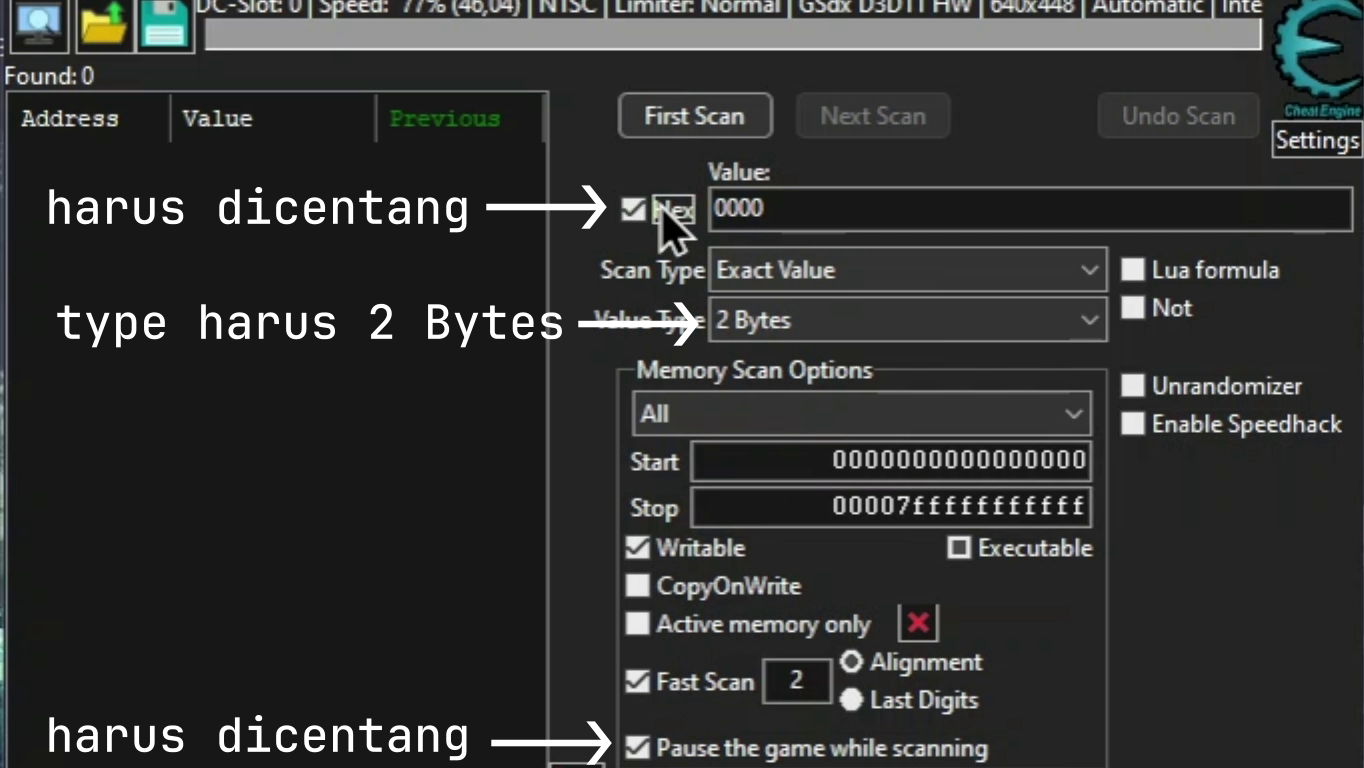 DC-Slot: 0 | Speed: 77% (46,04) | NTSC | Limiter: Normal | GSdx D3D11 HW | 640x448 | Automatic | Inte
Found: 0
Cheat Engine
Address Value Previous
First Scan Next Scan Undo Scan
Settings
Value:
harus dicentang Hex 0000
Scan Type Exact Value Lua formula
type harus 2 Bytes Value Type 2 Bytes Not
Memory Scan Options
All Unrandomizer
Enable Speedhack
Start 0000000000000000
Stop 00007fffffffffff
Writable Executable
CopyOnWrite
Active memory only
Fast Scan 2 Alignment
Last Digits
harus dicentang Pause the game while scanning